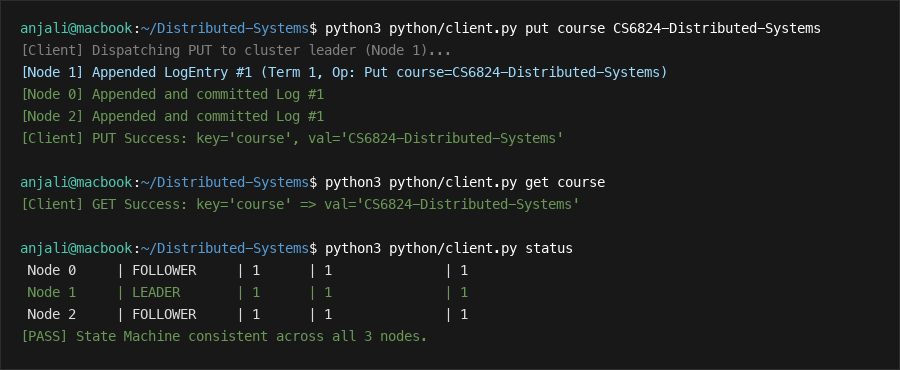 anjali@macbook:~/Distributed-Systems$ python3 python/client.py put course CS6824-Distributed-Systems
[Client] Dispatching PUT to cluster leader (Node 1)...
[Node 1] Appended LogEntry #1 (Term 1, Op: Put course=CS6824-Distributed-Systems)
[Node 0] Appended and committed Log #1
[Node 2] Appended and committed Log #1
[Client] PUT Success: key='course', val='CS6824-Distributed-Systems'
anjali@macbook:~/Distributed-Systems$ python3 python/client.py get course
[Client] GET Success: key='course' => val='CS6824-Distributed-Systems'
anjali@macbook:~/Distributed-Systems$ python3 python/client.py status
Node 0 | FOLLOWER | 1 | 1 | 1
Node 1 | LEADER | 1 | 1 | 1
Node 2 | FOLLOWER | 1 | 1 | 1
[PASS] State Machine consistent across all 3 nodes.